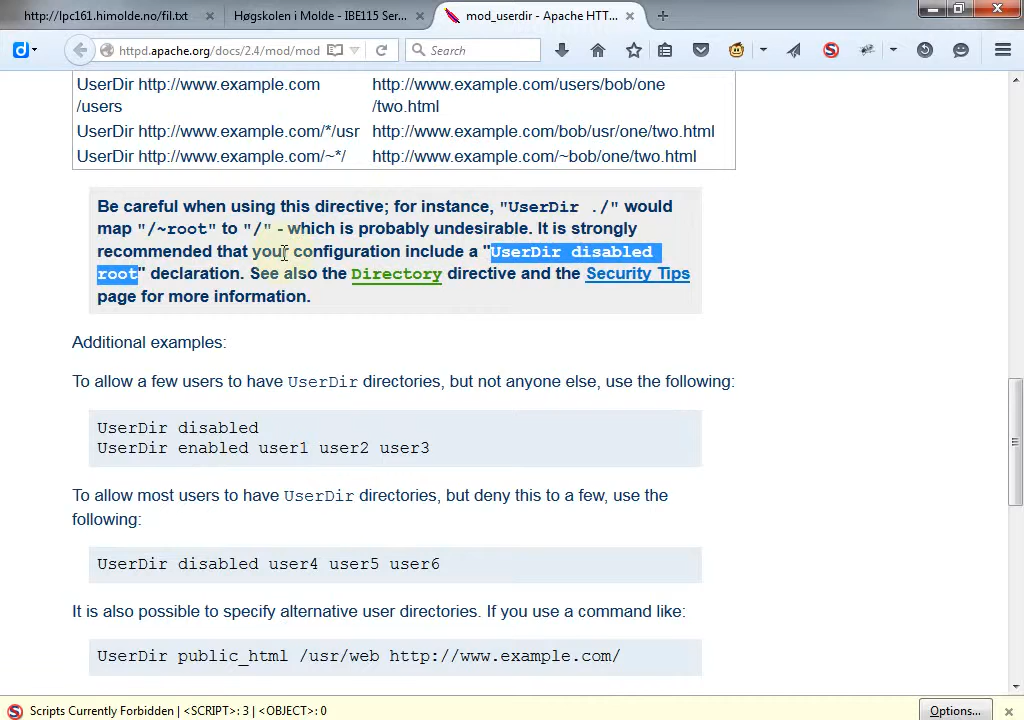 http://lpc161.himolde.no/fil.txt
Høgskolen i Molde - IBE115 Ser...
mod_userdir - Apache HTT...
httpd.apache.org/docs/2.4/mod/mod
Search
UserDir http://www.example.com http://www.example.com/users/bob/one
/users /two.html
UserDir http://www.example.com/*/usr http://www.example.com/bob/usr/one/two.html
UserDir http://www.example.com/~*/ http://www.example.com/~bob/one/two.html
Be careful when using this directive; for instance, "UserDir ./" would
map "/~root" to "/" - which is probably undesirable. It is strongly
recommended that your configuration include a "UserDir disabled
root" declaration. See also the Directory directive and the Security Tips
page for more information.
Additional examples:
To allow a few users to have UserDir directories, but not anyone else, use the following:
UserDir disabled
UserDir enabled user1 user2 user3
To allow most users to have UserDir directories, but deny this to a few, use the
following:
UserDir disabled user4 user5 user6
It is also possible to specify alternative user directories. If you use a command like:
UserDir public_html /usr/web http://www.example.com/
Scripts Currently Forbidden | <SCRIPT>: 3 | <OBJECT>: 0
Options...